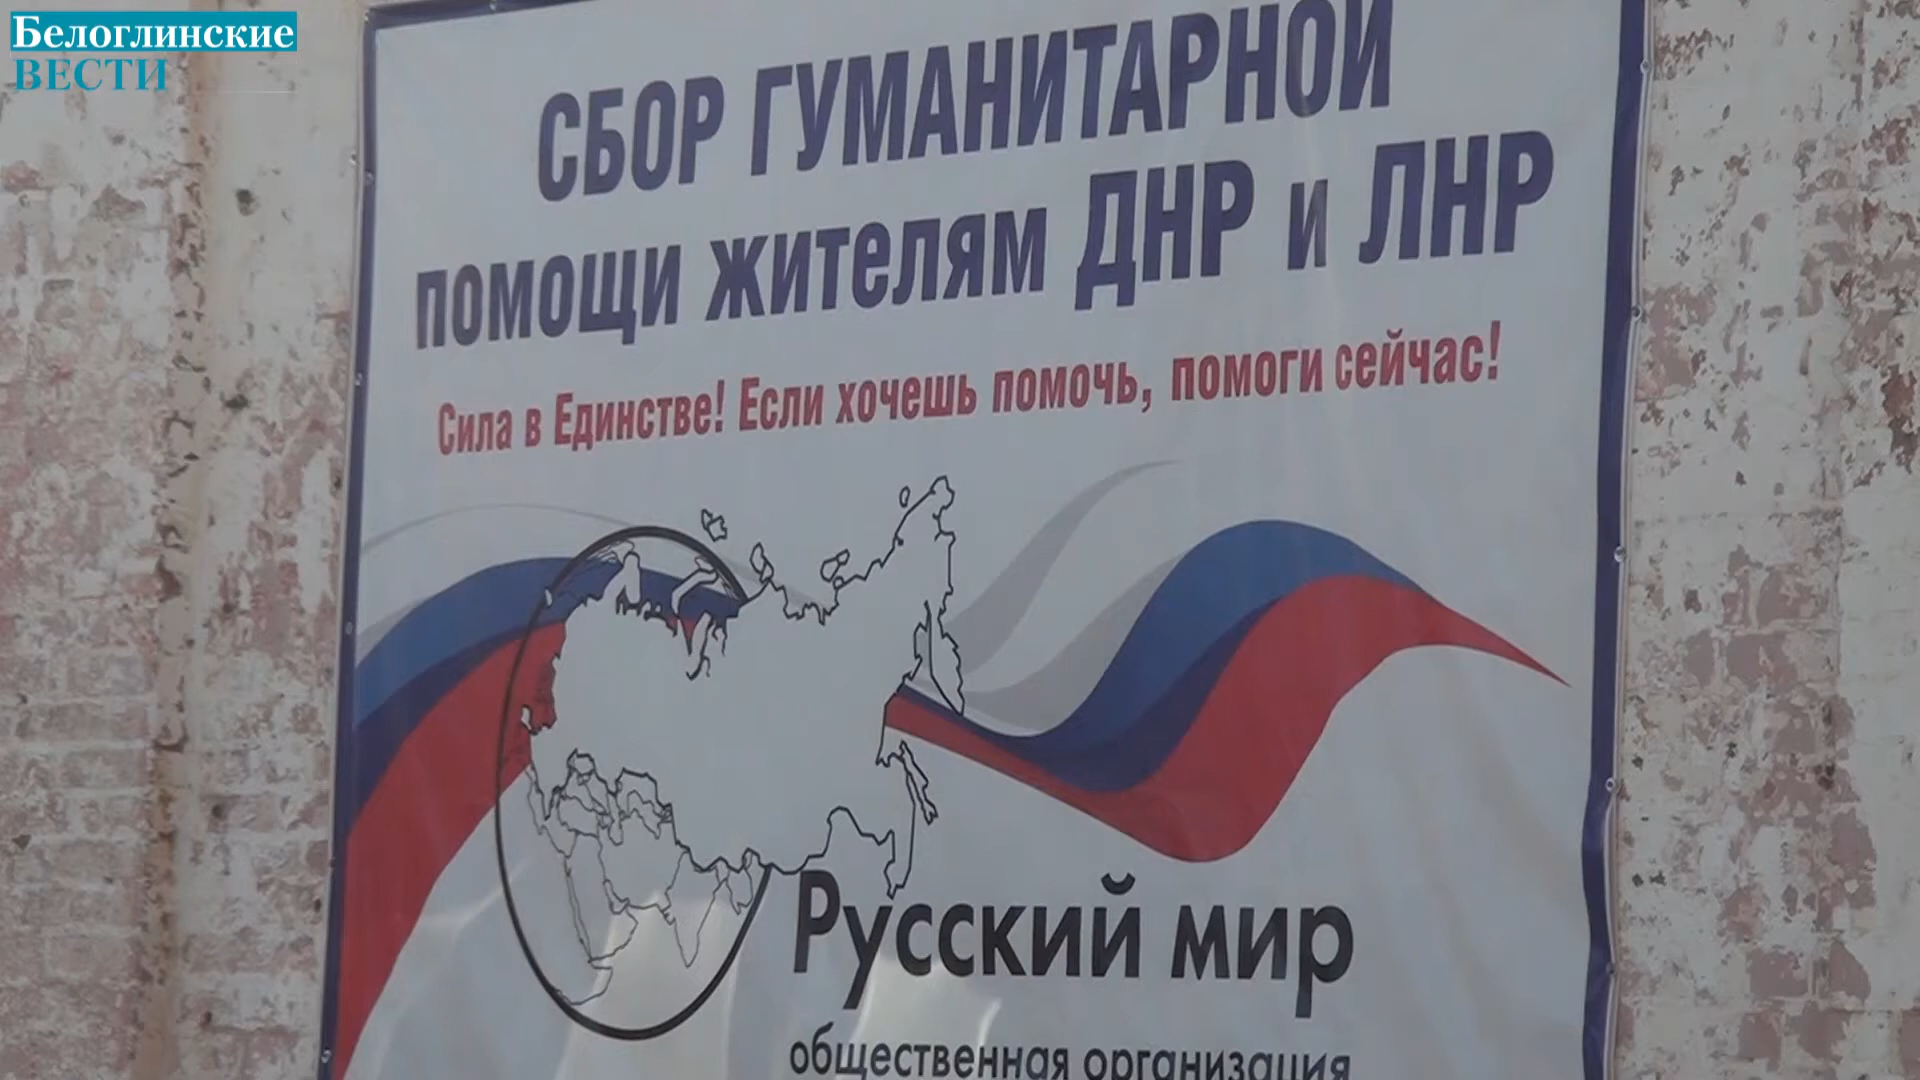 Белоглинские
ВЕСТИ
СБОР ГУМАНИТАРНОЙ
ПОМОЩИ ЖИТЕЛЯМ ДНР И ЛНР
Сила в Единстве! Если хочешь помочь, помоги сейчас!
Русский мир
общественная организация